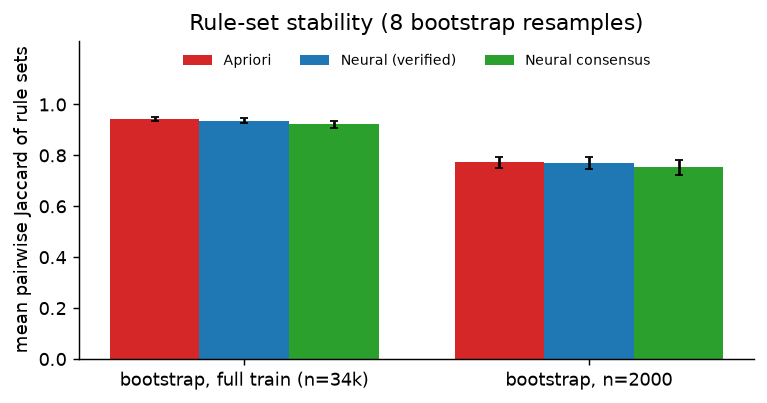 Rule-set stability (8 bootstrap resamples)
Apriori
Neural (verified)
Neural consensus
mean pairwise Jaccard of rule sets
1.0
0.8
0.6
0.4
0.2
0.0
bootstrap, full train (n=34k)
bootstrap, n=2000